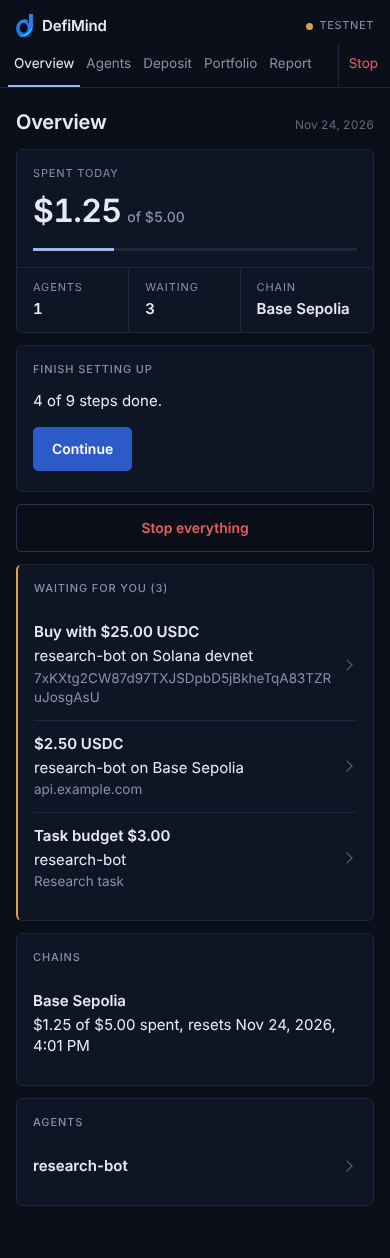 DefiMind
TESTNET
Overview Agents Deposit Portfolio Report Stop
Overview
Nov 24, 2026
SPENT TODAY
$1.25 of $5.00
AGENTS
1
WAITING
3
CHAIN
Base Sepolia
FINISH SETTING UP
4 of 9 steps done.
Continue
Stop everything
WAITING FOR YOU (3)
Buy with $25.00 USDC
research-bot on Solana devnet
7xKXtg2CW87d97TXJSDpbD5jBkheTqA83TZR
uJosgAsU
$2.50 USDC
research-bot on Base Sepolia
api.example.com
Task budget $3.00
research-bot
Research task
CHAINS
Base Sepolia
$1.25 of $5.00 spent, resets Nov 24, 2026,
4:01 PM
AGENTS
research-bot